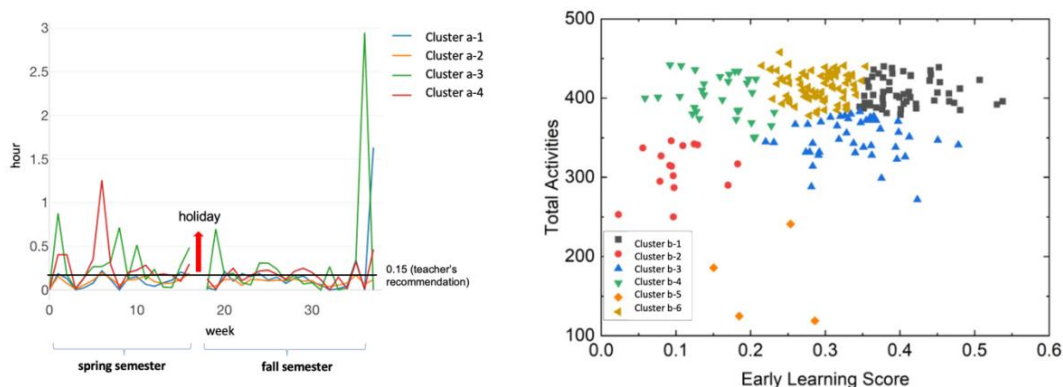 3
2.5
2
1.5
1
0.5
0
hour
Cluster a-1
Cluster a-2
Cluster a-3
Cluster a-4
holiday
0.15 (teacher's
recommendation)
0 10 20 30
week
spring semester fall semester
500
400
300
200
100
Total Activities
Cluster b-1
Cluster b-2
Cluster b-3
Cluster b-4
Cluster b-5
Cluster b-6
0.0 0.1 0.2 0.3 0.4 0.5 0.6
Early Learning Score